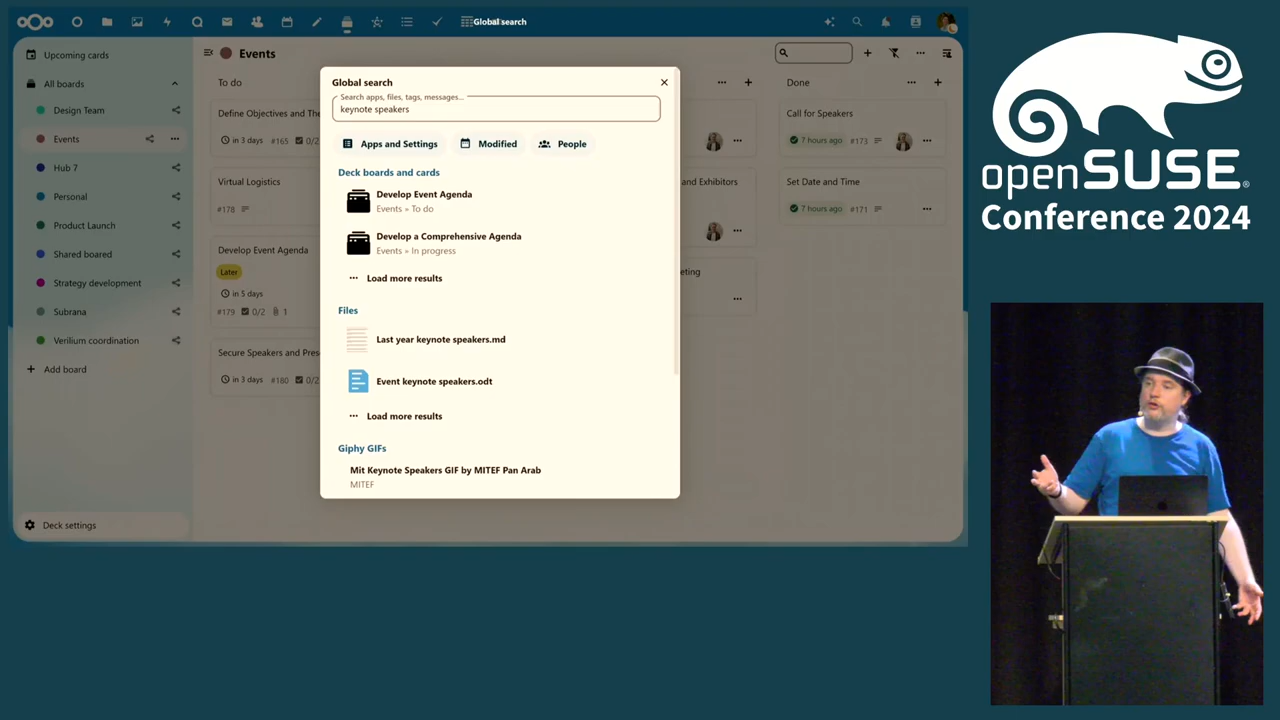 Global search
Upcoming cards
All boards
Design Team
Events
Hub 7
Personal
Product Launch
Shared boared
Strategy development
Subrana
Verilium coordination
Add board
Deck settings
Events
To do
Define Objectives and The
in 3 days #165 0/2
Virtual Logistics
#178
Develop Event Agenda
Later
in 5 days
#179 0/2 1
Secure Speakers and Pres
in 3 days #180 0/2
Global search
Search apps, files, tags, messages...
keynote speakers
Apps and Settings Modified People
Deck boards and cards
Develop Event Agenda
Events » To do
Develop a Comprehensive Agenda
Events » In progress
Load more results
Files
Last year keynote speakers.md
Event keynote speakers.odt
Load more results
Giphy GIFs
Mit Keynote Speakers GIF by MITEF Pan Arab
MITEF
and Exhibitors
eting
Done
Call for Speakers
7 hours ago #173
Set Date and Time
7 hours ago #171
openSUSE®
Conference 2024